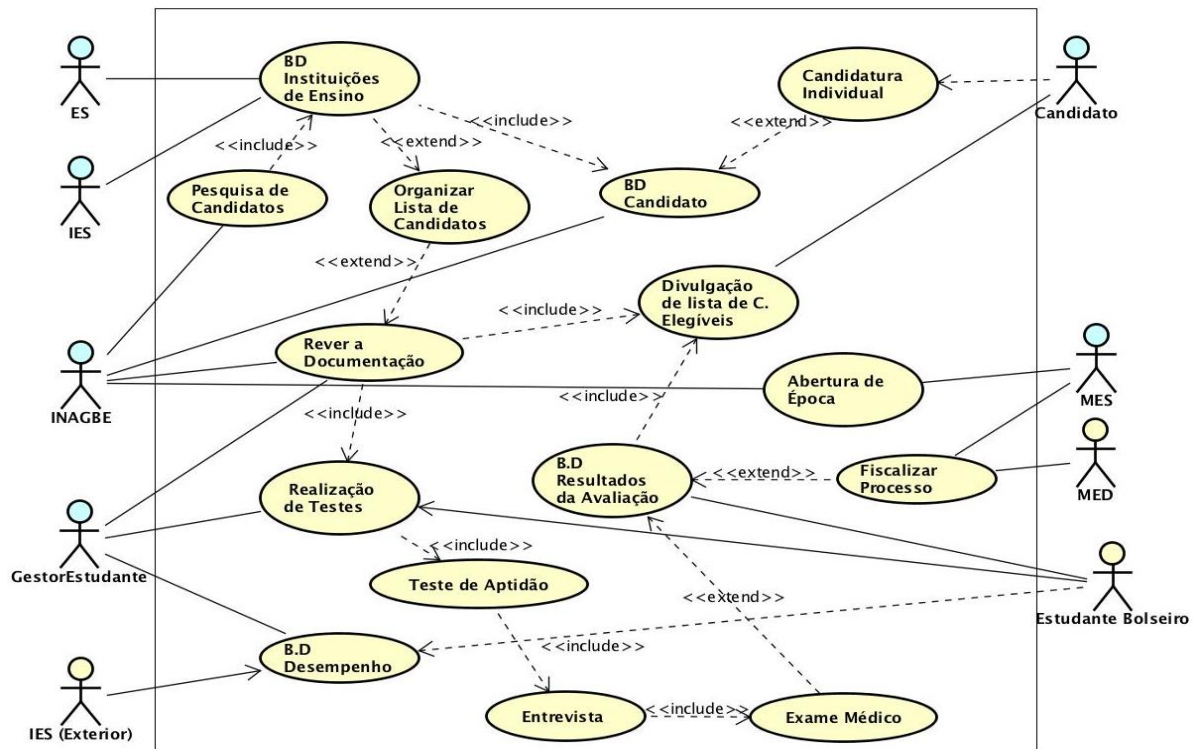 BD
Instituições
de Ensino
Candidatura
Individual
ES
Candidato
<<include>>
<<extend>>
<<include>>
<<extend>>
Pesquisa de
Candidatos
Organizar
Lista de
Candidatos
BD
Candidato
IES
<<extend>>
Divulgação
de lista de C.
Elegíveis
<<include>>
Rever a
Documentação
INAGBE
Abertura de
Época
MES
<<include>>
<<include>>
B.D
Resultados
da Avaliação
<<extend>>
Fiscalizar
Processo
MED
Realização
de Testes
GestorEstudante
<<include>>
Teste de Aptidão
<<extend>>
Estudante Bolseiro
B.D
Desempenho
<<include>>
IES (Exterior)
Entrevista
<<include>>
Exame Médico